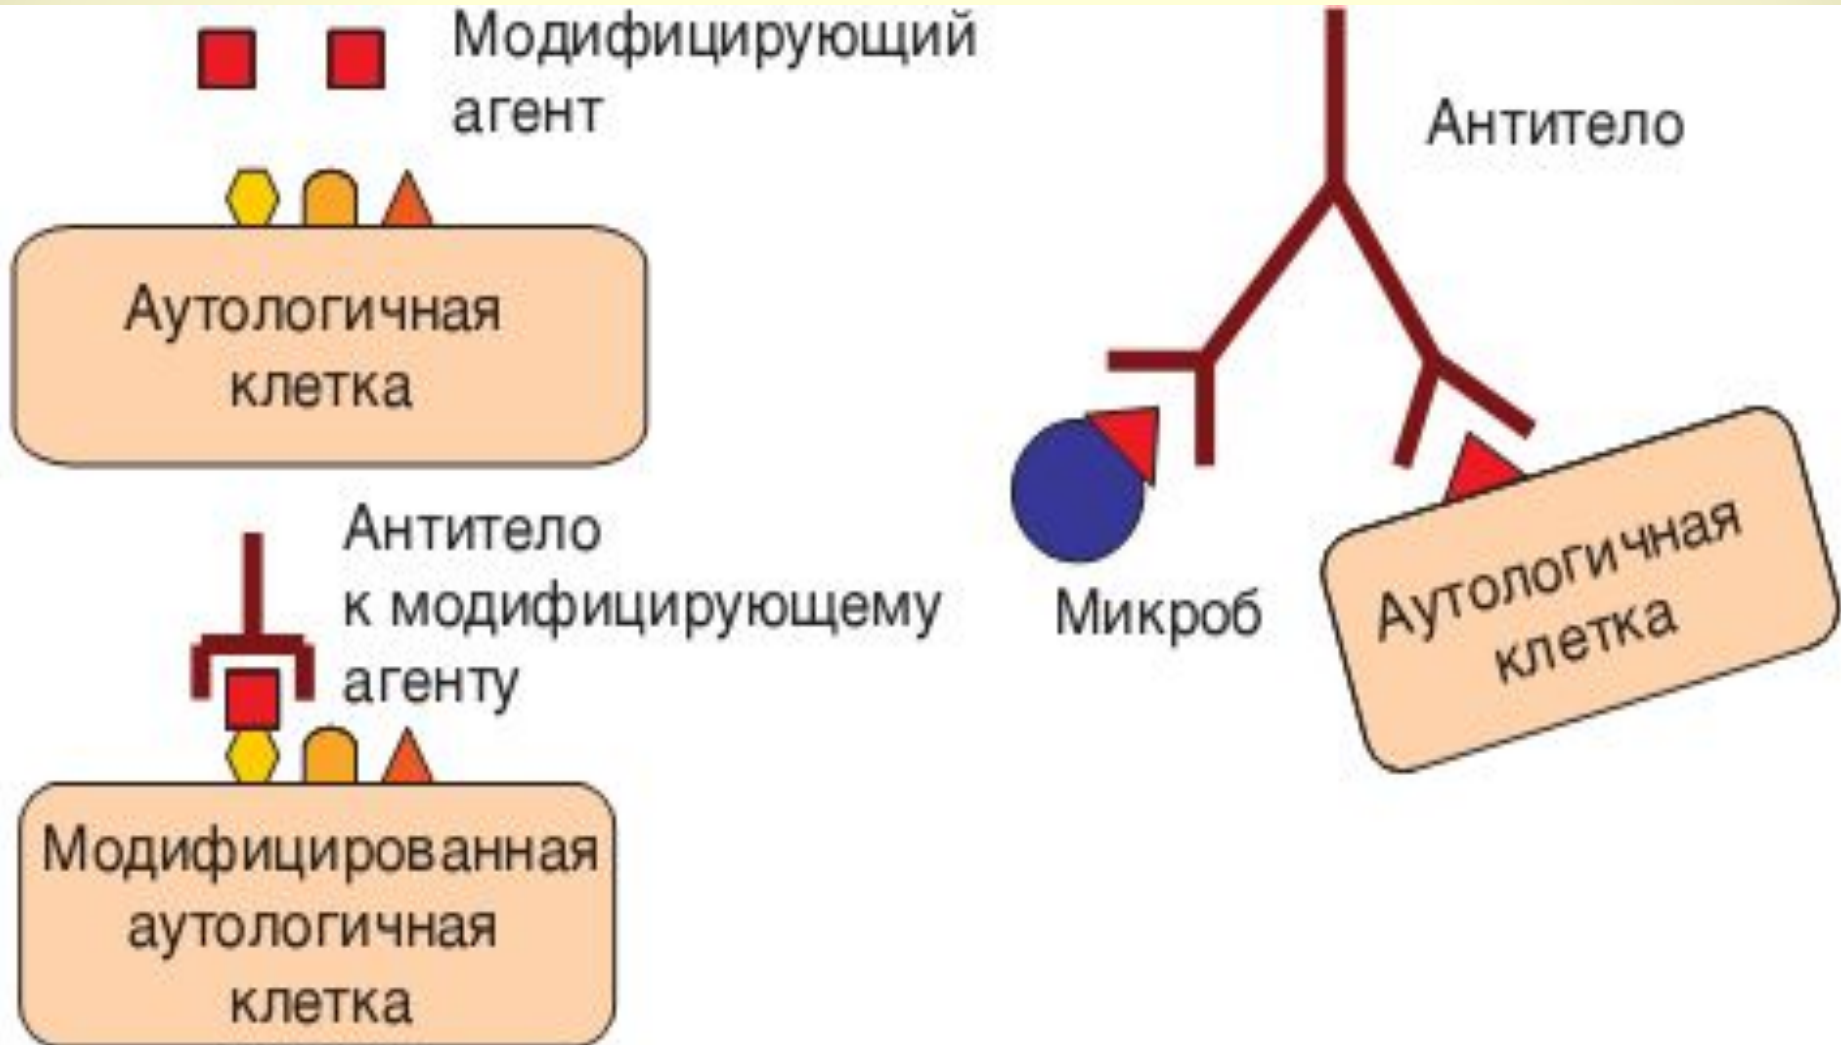 Модифицирующий
агент
Аутологичная
клетка
Антитело
к модифицирующему
агенту
Модифицированная
аутологичная
клетка
Антитело
Микроб
Аутологичная
клетка